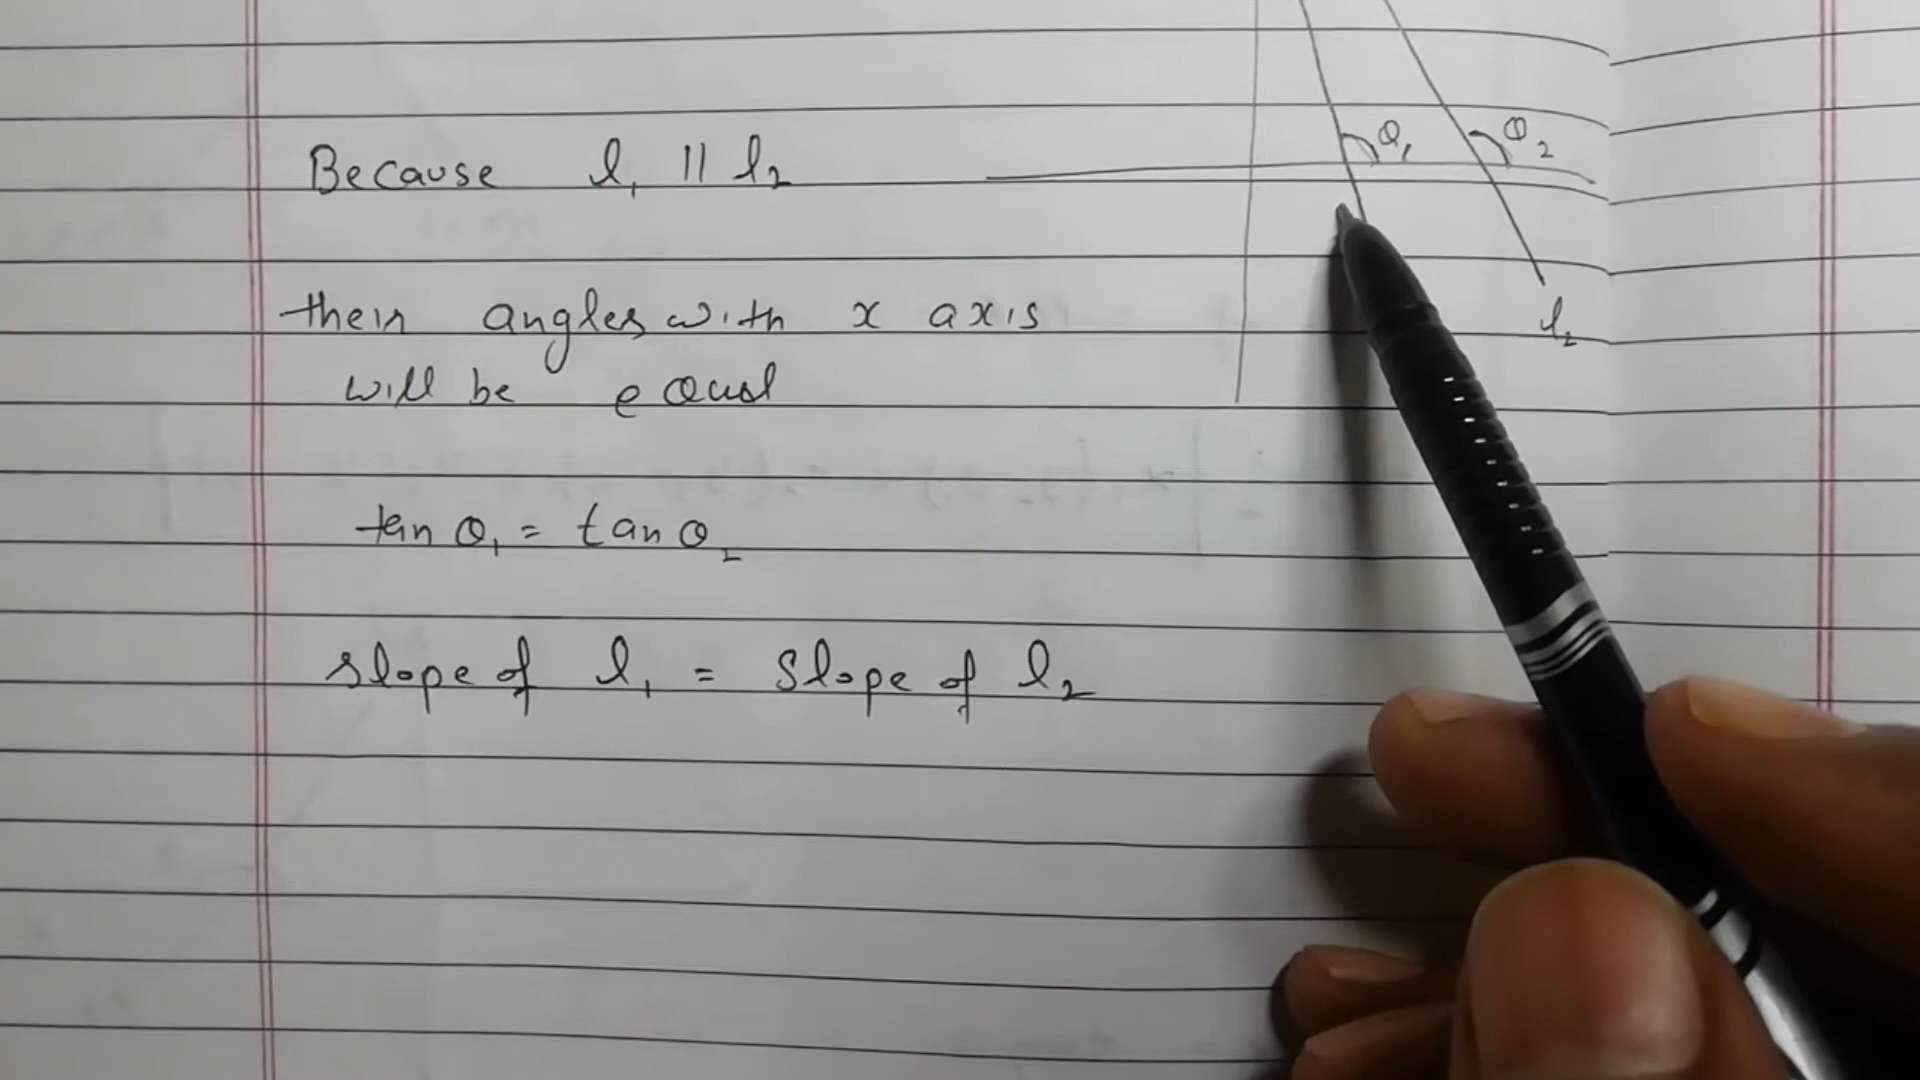 Because l₁ || l₂
θ₁
θ₂
their angles with x axis
l₂
will be equal
tan θ₁ = tan θ₂
slope of l₁ = Slope of l₂